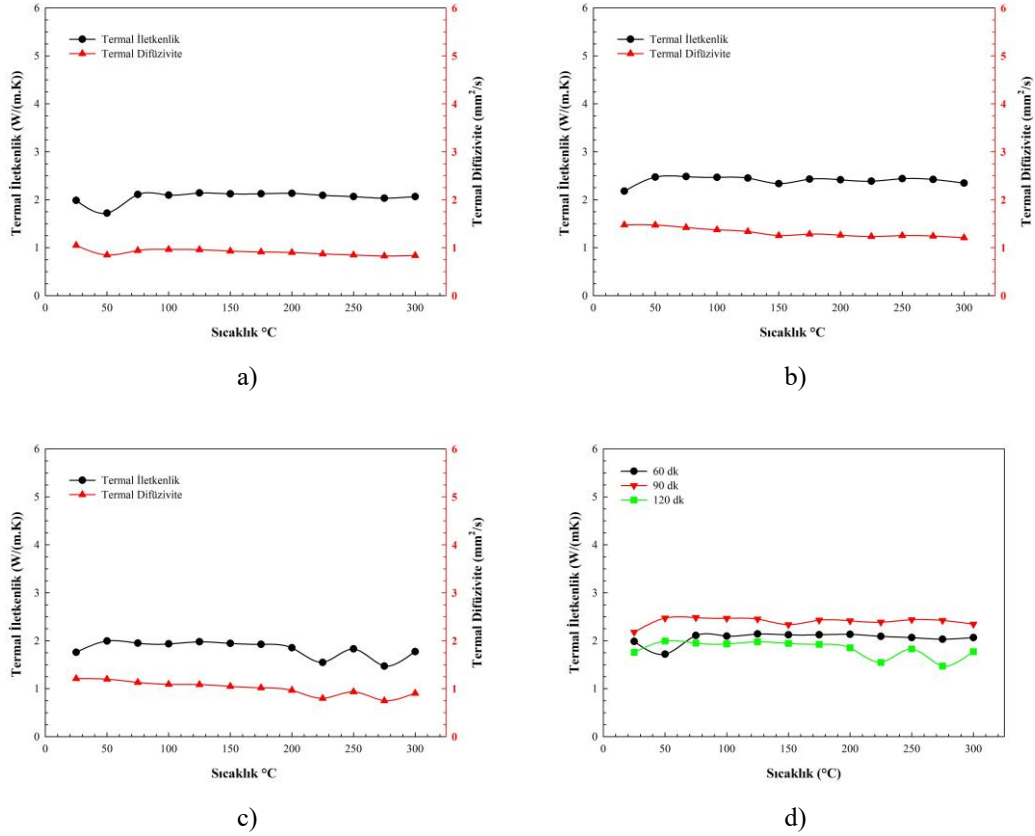 Termal İletkenlik
Termal Difüzivite
Termal İletkenlik (W/(m.K))
Termal Difüzivite (mm²/s)
6
5
4
3
2
1
0
6
5
4
3
2
1
0
0 50 100 150 200 250 300
Sıcaklık °C
a)
Termal İletkenlik
Termal Difüzivite
Termal İletkenlik (W/(m.K))
Termal Difüzivite (mm²/s)
6
5
4
3
2
1
0
6
5
4
3
2
1
0
0 50 100 150 200 250 300
Sıcaklık °C
b)
Termal İletkenlik
Termal Difüzivite
Termal İletkenlik (W/(m.K))
Termal Difüzivite (mm²/s)
6
5
4
3
2
1
0
6
5
4
3
2
1
0
0 50 100 150 200 250 300
Sıcaklık °C
c)
60 dk
90 dk
120 dk
Termal İletkenlik (W/(mK))
6
5
4
3
2
1
0
0 50 100 150 200 250 300
Sıcaklık (°C)
d)